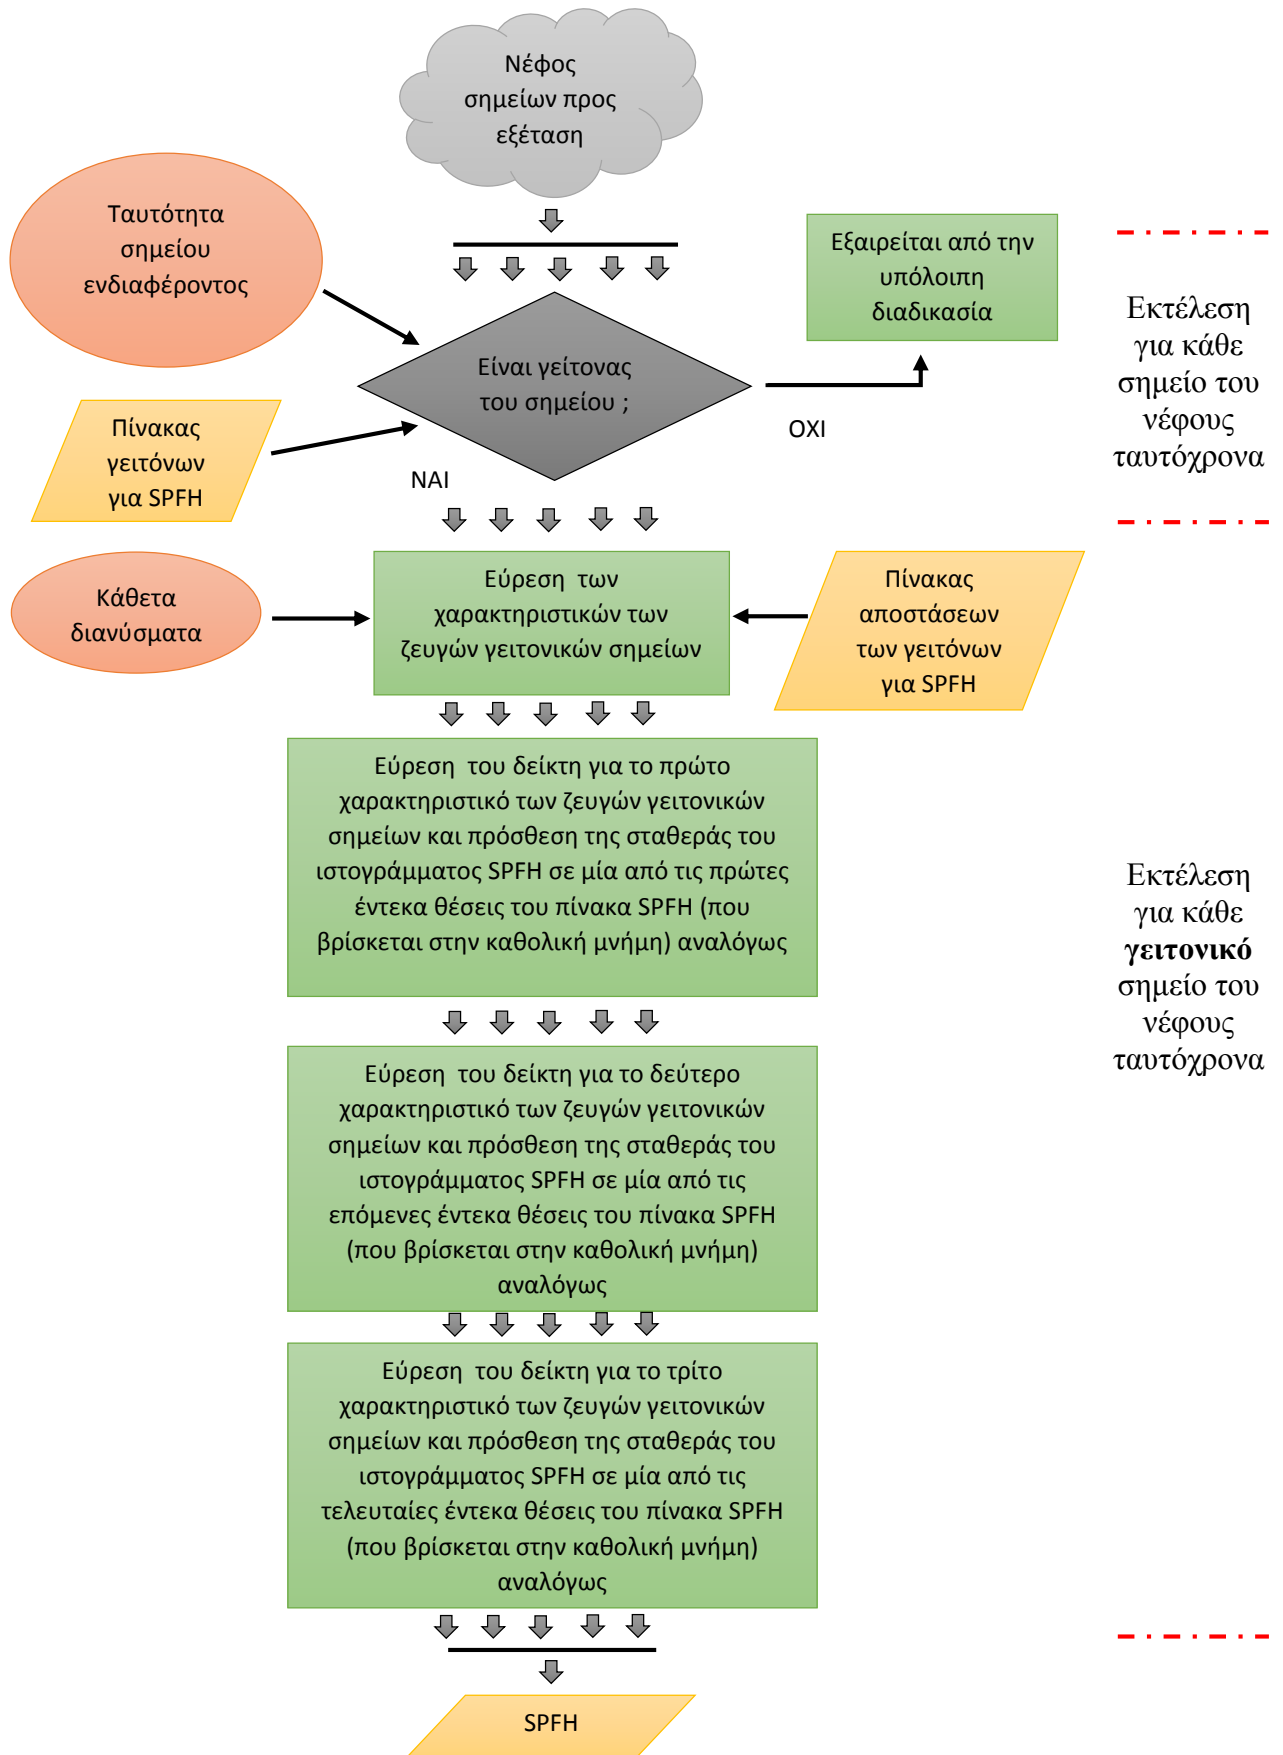 Νέφος
σημείων προς
εξέταση
Ταυτότητα
σημείου
ενδιαφέροντος
Εξαιρείται από την
υπόλοιπη
διαδικασία
Εκτέλεση
για κάθε
σημείο του
νέφους
ταυτόχρονα
Είναι γείτονας
του σημείου ;
ΟΧΙ
Πίνακας
γειτόνων
για SPFH
ΝΑΙ
Κάθετα
διανύσματα
Εύρεση των
χαρακτηριστικών των
ζευγών γειτονικών σημείων
Πίνακας
αποστάσεων
των γειτόνων
για SPFH
Εύρεση του δείκτη για το πρώτο
χαρακτηριστικό των ζευγών γειτονικών
σημείων και πρόσθεση της σταθεράς του
ιστογράμματος SPFH σε μία από τις πρώτες
έντεκα θέσεις του πίνακα SPFH (που
βρίσκεται στην καθολική μνήμη) αναλόγως
Εκτέλεση
για κάθε
γειτονικό
σημείο του
νέφους
ταυτόχρονα
Εύρεση του δείκτη για το δεύτερο
χαρακτηριστικό των ζευγών γειτονικών
σημείων και πρόσθεση της σταθεράς του
ιστογράμματος SPFH σε μία από τις
επόμενες έντεκα θέσεις του πίνακα SPFH
(που βρίσκεται στην καθολική μνήμη)
αναλόγως
Εύρεση του δείκτη για το τρίτο
χαρακτηριστικό των ζευγών γειτονικών
σημείων και πρόσθεση της σταθεράς του
ιστογράμματος SPFH σε μία από τις
τελευταίες έντεκα θέσεις του πίνακα SPFH
(που βρίσκεται στην καθολική μνήμη)
αναλόγως
SPFH